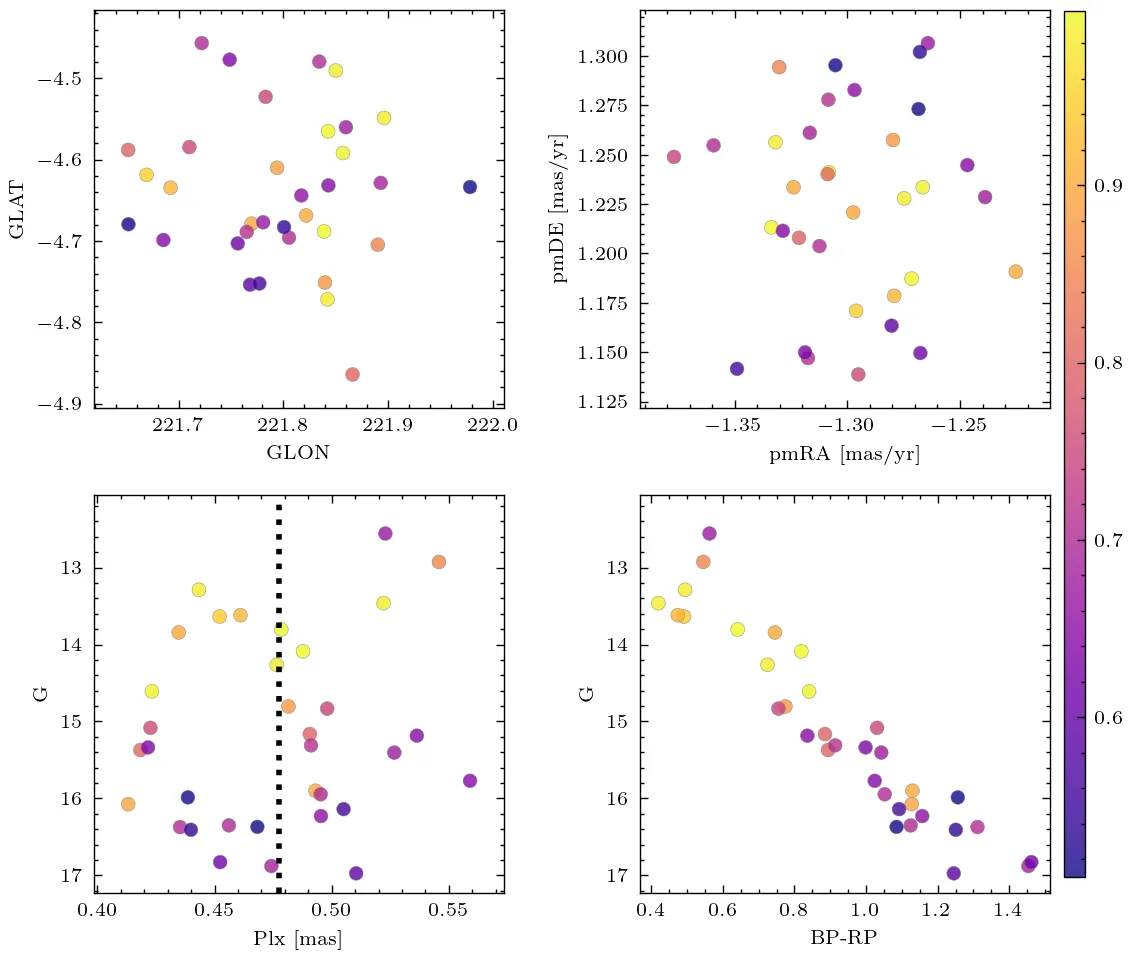 −4.5
−4.6
−4.7
−4.8
−4.9
GLAT
221.7 221.8 221.9 222.0
GLON
1.300
1.275
1.250
1.225
1.200
1.175
1.150
1.125
pmDE [mas/yr]
−1.35 −1.30 −1.25
pmRA [mas/yr]
0.9
0.8
0.7
0.6
13
14
15
16
17
G
0.40 0.45 0.50 0.55
Plx [mas]
13
14
15
16
17
G
0.4 0.6 0.8 1.0 1.2 1.4
BP-RP